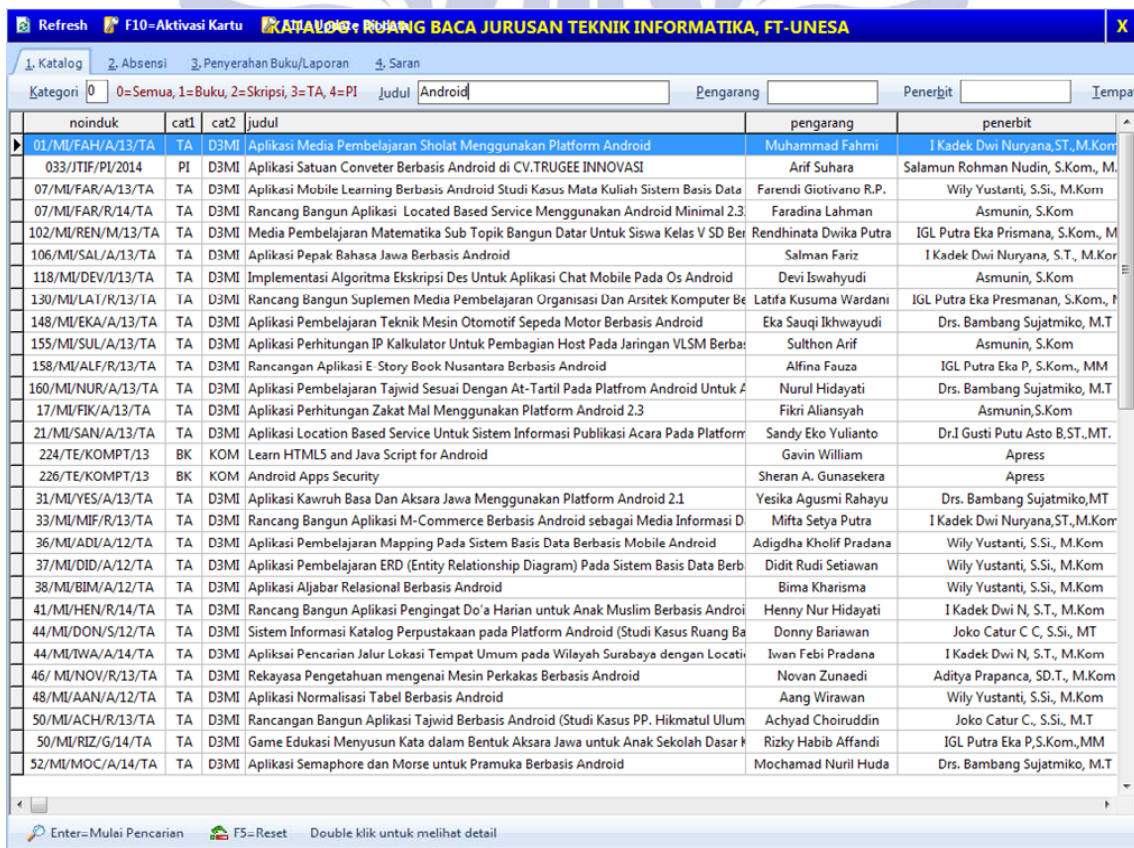 Refresh F10=Aktivasi Kartu KATALOG : RUANG BACA JURUSAN TEKNIK INFORMATIKA, FT-UNESA X
1. Katalog 2. Absensi 3. Penyerahan Buku/Laporan 4. Saran
Kategori 0 0=Semua, 1=Buku, 2=Skripsi, 3=TA, 4=PI Judul Android Pengarang Penerbit Tempa
noinduk cat1 cat2 judul pengarang penerbit
01/MI/FAH/A/13/TA TA D3MI Aplikasi Media Pembelajaran Sholat Menggunakan Platform Android Muhammad Fahmi I Kadek Dwi Nuryana,ST.,M.Kom
033/JTIF/PI/2014 PI D3MI Aplikasi Satuan Conveter Berbasis Android di CV.TRUGEE INNOVASI Arif Suhara Salamun Rohman Nudin, S.Kom., M.
07/MI/FAR/A/13/TA TA D3MI Aplikasi Mobile Learning Berbasis Android Studi Kasus Mata Kuliah Sistem Basis Data Farendi Giotivano R.P. Wily Yustanti, S.Si., M.Kom
07/MI/FAR/R/14/TA TA D3MI Rancang Bangun Aplikasi Located Based Service Menggunakan Android Minimal 2.3 Faradina Lahman Asmunin, S.Kom
102/MI/REN/M/13/TA TA D3MI Media Pembelajaran Matematika Sub Topik Bangun Datar Untuk Siswa Kelas V SD Ber Rendhinata Dwika Putra IGL Putra Eka Prismana, S.Kom., M
106/MI/SAL/A/13/TA TA D3MI Aplikasi Pepak Bahasa Jawa Berbasis Android Salman Fariz I Kadek Dwi Nuryana, S.T., M.Kor
118/MI/DEV/I/13/TA TA D3MI Implementasi Algoritma Ekskripsi Des Untuk Aplikasi Chat Mobile Pada Os Android Devi Iswahyudi Asmunin, S.Kom
130/MI/LAT/R/13/TA TA D3MI Rancang Bangun Suplemen Media Pembelajaran Organisasi Dan Arsitek Komputer Be Latifa Kusuma Wardani IGL Putra Eka Presmanan, S.Kom.,
148/MI/EKA/A/13/TA TA D3MI Aplikasi Pembelajaran Teknik Mesin Otomotif Sepeda Motor Berbasis Android Eka Sauqi Ikhwayudi Drs. Bambang Sujatmiko, M.T
155/MI/SUL/A/13/TA TA D3MI Aplikasi Perhitungan IP Kalkulator Untuk Pembagian Host Pada Jaringan VLSM Berba Sulthon Arif Asmunin, S.Kom
158/MI/ALF/R/13/TA TA D3MI Rancangan Aplikasi E-Story Book Nusantara Berbasis Android Alfina Fauza IGL Putra Eka P, S.Kom., MM
160/MI/NUR/A/13/TA TA D3MI Aplikasi Pembelajaran Tajwid Sesuai Dengan At-Tartil Pada Platfrom Android Untuk A Nurul Hidayati Drs. Bambang Sujatmiko, M.T
17/MI/FIK/A/13/TA TA D3MI Aplikasi Perhitungan Zakat Mal Menggunakan Platform Android 2.3 Fikri Aliansyah Asmunin,S.Kom
21/MI/SAN/A/13/TA TA D3MI Aplikasi Location Based Service Untuk Sistem Informasi Publikasi Acara Pada Platform Sandy Eko Yulianto Dr.I Gusti Putu Asto B,ST.,MT.
224/TE/KOMPT/13 BK KOM Learn HTML5 and Java Script for Android Gavin William Apress
226/TE/KOMPT/13 BK KOM Android Apps Security Sheran A. Gunasekera Apress
31/MI/YES/A/13/TA TA D3MI Aplikasi Kawruh Basa Dan Aksara Jawa Menggunakan Platform Android 2.1 Yesika Agusmi Rahayu Drs. Bambang Sujatmiko,MT
33/MI/MIF/R/13/TA TA D3MI Rancang Bangun Aplikasi M-Commerce Berbasis Android sebagai Media Informasi D Mifta Setya Putra I Kadek Dwi Nuryana,ST.,M.Kom
36/MI/ADI/A/12/TA TA D3MI Aplikasi Pembelajaran Mapping Pada Sistem Basis Data Berbasis Mobile Android Adigdha Kholif Pradana Wily Yustanti, S.Si., M.Kom
37/MI/DID/A/12/TA TA D3MI Aplikasi Pembelajaran ERD (Entity Relationship Diagram) Pada Sistem Basis Data Berb Didit Rudi Setiawan Wily Yustanti, S.Si., M.Kom
38/MI/BIM/A/12/TA TA D3MI Aplikasi Aljabar Relasional Berbasis Android Bima Kharisma Wily Yustanti, S.Si., M.Kom
41/MI/HEN/R/14/TA TA D3MI Rancang Bangun Aplikasi Pengingat Do'a Harian untuk Anak Muslim Berbasis Androi Henny Nur Hidayati I Kadek Dwi N, S.T., M.Kom
44/MI/DON/S/12/TA TA D3MI Sistem Informasi Katalog Perpustakaan pada Platform Android (Studi Kasus Ruang Ba Donny Bariawan Joko Catur C C, S.Si., MT
44/MI/IWA/A/14/TA TA D3MI Apliksai Pencarian Jalur Lokasi Tempat Umum pada Wilayah Surabaya dengan Locati Iwan Febi Pradana I Kadek Dwi N, S.T., M.Kom
46/ MI/NOV/R/13/TA TA D3MI Rekayasa Pengetahuan mengenai Mesin Perkakas Berbasis Android Novan Zunaedi Aditya Prapanca, SD.T., M.Kom
48/MI/AAN/A/12/TA TA D3MI Aplikasi Normalisasi Tabel Berbasis Android Aang Wirawan Wily Yustanti, S.Si., M.Kom
50/MI/ACH/R/13/TA TA D3MI Rancangan Bangun Aplikasi Tajwid Berbasis Android (Studi Kasus PP. Hikmatul Ulum Achyad Choiruddin Joko Catur C., S.Si., M.T
50/MI/RIZ/G/14/TA TA D3MI Game Edukasi Menyusun Kata dalam Bentuk Aksara Jawa untuk Anak Sekolah Dasar K Rizky Habib Affandi IGL Putra Eka P,S.Kom.,MM
52/MI/MOC/A/14/TA TA D3MI Aplikasi Semaphore dan Morse untuk Pramuka Berbasis Android Mochamad Nuril Huda Drs. Bambang Sujatmiko, M.T
Enter=Mulai Pencarian F5=Reset Double klik untuk melihat detail